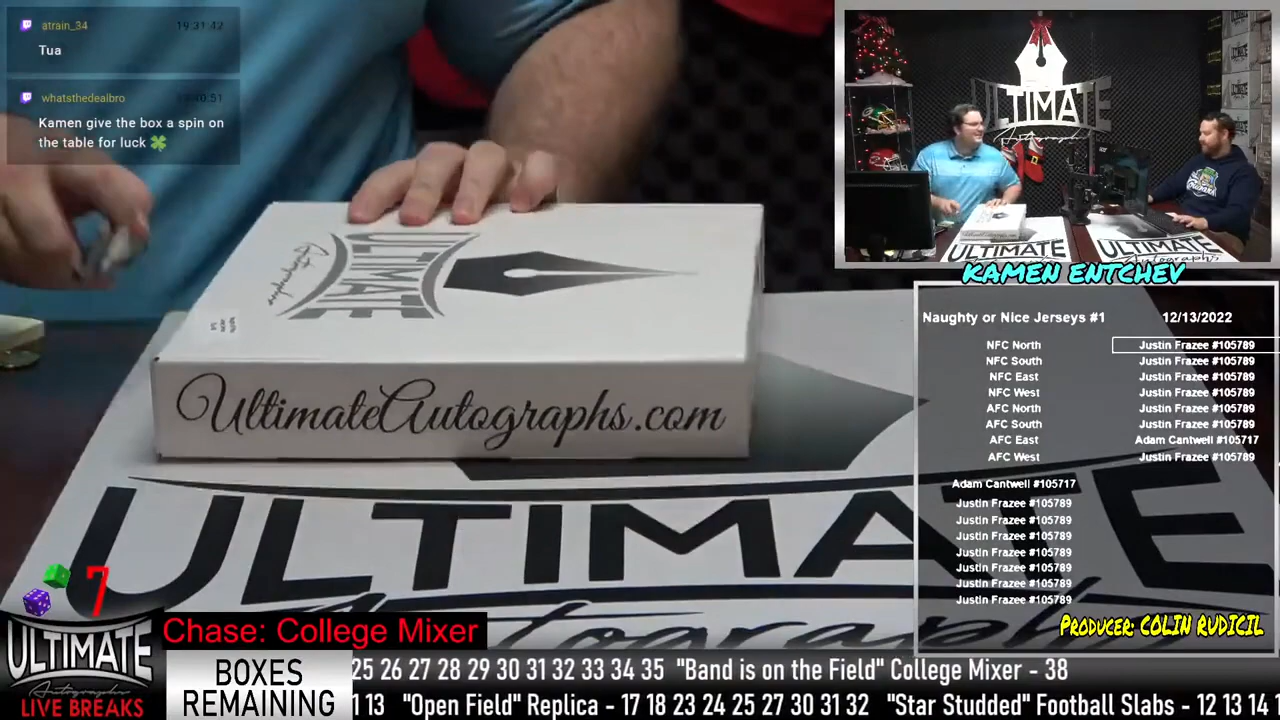 atrain_34 19:31:42
Tua
whatsthedealbro
Kamen give the box a spin on
the table for luck 🍀
ULTIMATE
Autographs
UltimateAutographs.com
ULTIMATE
Autographs
ULTIMATE
Autographs
ULTIMATE
ULTIMATE
Autographs
KAMEN ENTCHEV
Naughty or Nice Jerseys #1 12/13/2022
NFC North Justin Frazee #105789
NFC South Justin Frazee #105789
NFC East Justin Frazee #105789
NFC West Justin Frazee #105789
AFC North Justin Frazee #105789
AFC South Justin Frazee #105789
AFC East Adam Cantwell #105717
AFC West Justin Frazee #105789
Adam Cantwell #105717
Justin Frazee #105789
Justin Frazee #105789
Justin Frazee #105789
Justin Frazee #105789
Justin Frazee #105789
Justin Frazee #105789
Justin Frazee #105789
PRODUCER: COLIN RUDICIL
7
ULTIMATE
Autographs
LIVE BREAKS
Chase: College Mixer
BOXES
REMAINING
25 26 27 28 29 30 31 32 33 34 35 "Band is on the Field" College Mixer - 38
1 13 "Open Field" Replica - 17 18 23 24 25 27 30 31 32 "Star Studded" Football Slabs - 12 13 14